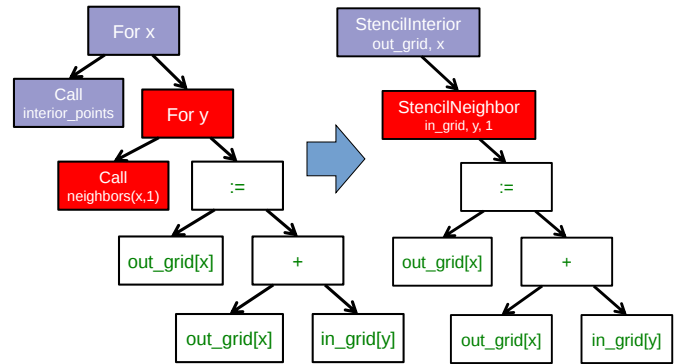 For x
Call
interior_points
For y
Call
neighbors(x,1)
:=
out_grid[x]
+
out_grid[x]
in_grid[y]
StencilInterior
out_grid, x
StencilNeighbor
in_grid, y, 1
:=
out_grid[x]
+
out_grid[x]
in_grid[y]